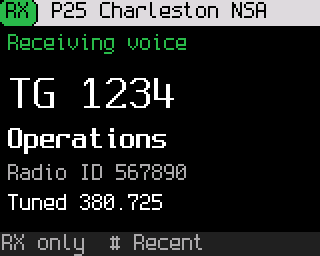 RX P25 Charleston NSA
Receiving voice
TG 1234
Operations
Radio ID 567890
Tuned 380.725
RX only # Recent